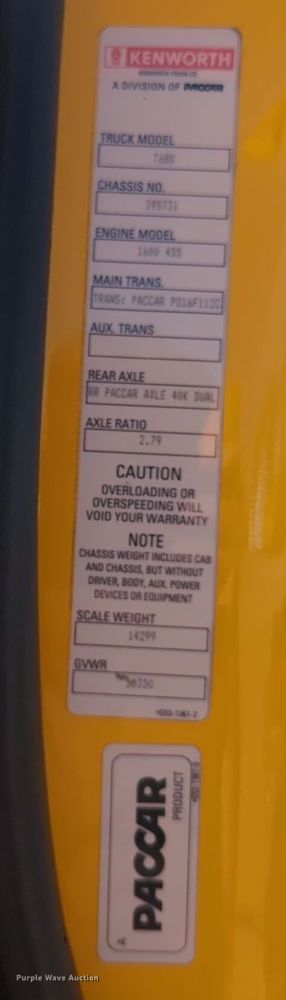 KENWORTH
KENWORTH TRUCK CO.
A DIVISION OF PACCAR
TRUCK MODEL
T680
CHASSIS NO.
395731
ENGINE MODEL
1600 455
MAIN TRANS.
TRANS: PACCAR PO16F112C
AUX. TRANS
REAR AXLE
RR PACCAR AXLE 40K DUAL
AXLE RATIO
2.79
CAUTION
OVERLOADING OR
OVERSPEEDING WILL
VOID YOUR WARRANTY
NOTE
CHASSIS WEIGHT INCLUDES CAB
AND CHASSIS, BUT WITHOUT
DRIVER, BODY, AUX. POWER
DEVICES OR EQUIPMENT
SCALE WEIGHT
14299
GVWR
A
PACCAR
PRODUCT
Purple Wave Auction